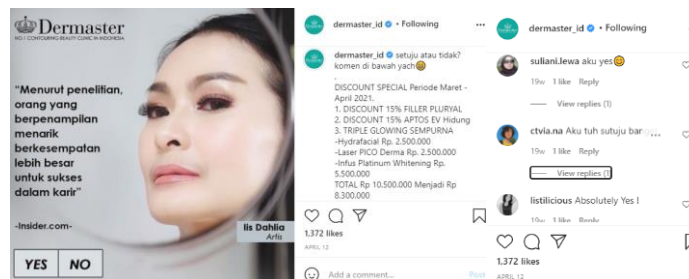 Dermaster
NO.1 CONTOURING BEAUTY CLINIC IN INDONESIA
"Menurut penelitian,
orang yang
berpenampilan
menarik
berkesempatan
lebih besar
untuk sukses
dalam karir"
-Insider.com-
Iis Dahlia
Artis
YES NO
dermaster_id • Following
dermaster_id setuju atau tidak?
komen di bawah yach
.
DISCOUNT SPECIAL Periode Maret -
April 2021.
1. DISCOUNT 15% FILLER PLURYAL
2. DISCOUNT 15% APTOS EV Hidung
3. TRIPLE GLOWING SEMPURNA
-Hydrafacial Rp. 2.500.000
-Laser PICO Derma Rp. 2.500.000
-Infus Platinum Whitening Rp.
5.500.000
TOTAL Rp 10.500.000 Menjadi Rp
8.300.000
1.372 likes
APRIL 12
Add a comment... Post
dermaster_id • Following
suliani.lewa aku yes
19w 1 like Reply
View replies (1)
ctvia.na Aku tuh sutuju bang...
19w 1 like Reply
View replies (1)
listilicious Absolutely Yes !
19w 1 like Reply
1.372 likes
APRIL 12